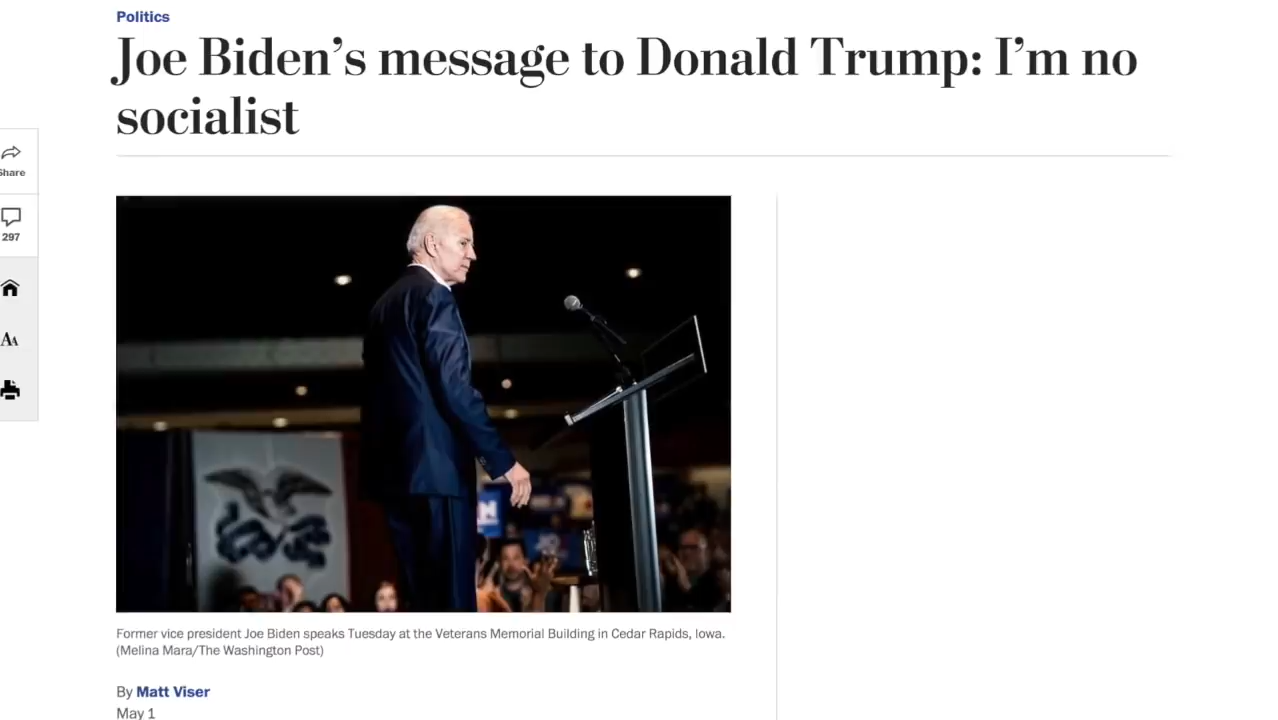 Politics
Joe Biden’s message to Donald Trump: I’m no
socialist
Share
297
AA
Former vice president Joe Biden speaks Tuesday at the Veterans Memorial Building in Cedar Rapids, Iowa.
(Melina Mara/The Washington Post)
By Matt Viser
May 1